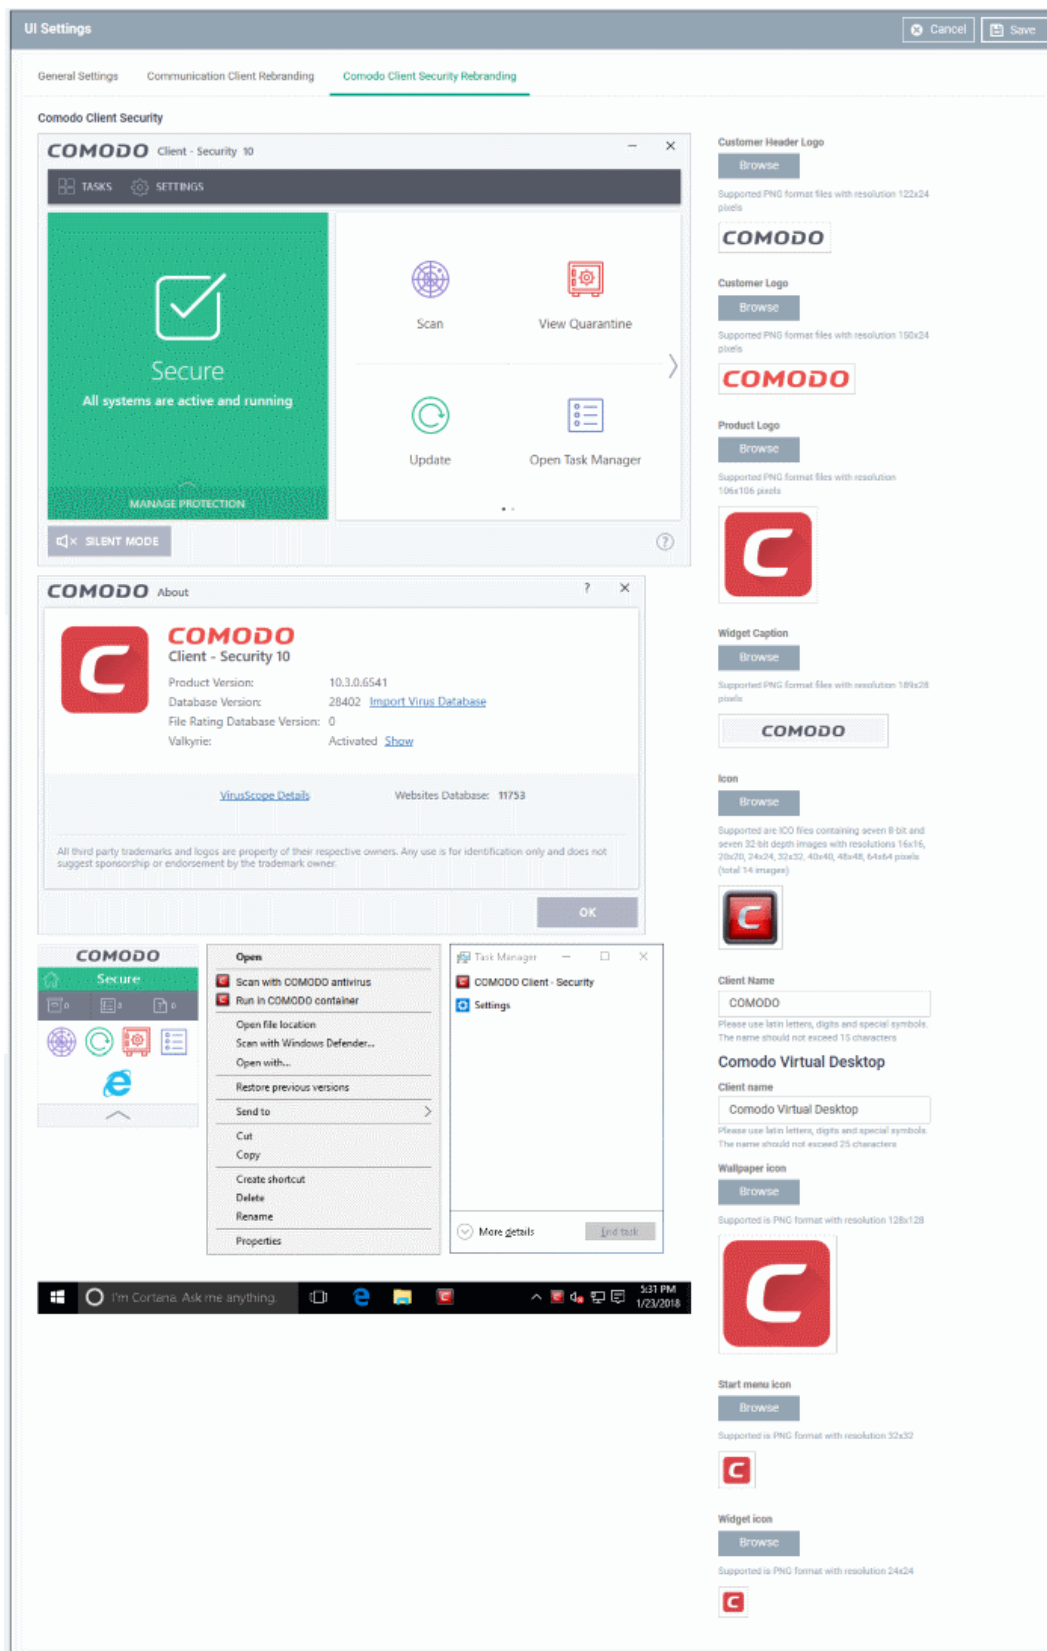 UI Settings
Cancel
Save
General Settings
Communication Client Rebranding
Comodo Client Security Rebranding
Comodo Client Security
COMODO Client - Security 10
TASKS
SETTINGS
Secure
All systems are active and running
MANAGE PROTECTION
Scan
View Quarantine
Update
Open Task Manager
SILENT MODE
?
COMODO About
?
COMODO
Client - Security 10
Product Version: 10.3.0.6541
Database Version: 28402 Import Virus Database
File Rating Database Version: 0
Valkyrie: Activated Show
VirusScope Details
Websites Database: 11753
All third party trademarks and logos are property of their respective owners. Any use is for identification only and does not
suggest sponsorship or endorsement by the trademark owner.
OK
COMODO
Secure
0
0
0
Open
Scan with COMODO antivirus
Run in COMODO container
Open file location
Scan with Windows Defender...
Open with...
Restore previous versions
Send to
Cut
Copy
Create shortcut
Delete
Rename
Properties
Task Manager
COMODO Client - Security
Settings
More details
End task
I'm Cortana. Ask me anything.
5:31 PM
1/23/2018
Customer Header Logo
Browse
Supported PNG format files with resolution 122x24
pixels
COMODO
Customer Logo
Browse
Supported PNG format files with resolution 150x24
pixels
COMODO
Product Logo
Browse
Supported PNG format files with resolution
106x106 pixels
C
Widget Caption
Browse
Supported PNG format files with resolution 189x28
pixels
COMODO
Icon
Browse
Supported are ICO files containing seven 8-bit and
seven 32-bit depth images with resolutions 16x16,
20x20, 24x24, 32x32, 40x40, 48x48, 64x64 pixels
(total 14 images)
C
Client Name
COMODO
Please use latin letters, digits and special symbols.
The name should not exceed 15 characters
Comodo Virtual Desktop
Client name
Comodo Virtual Desktop
Please use latin letters, digits and special symbols.
The name should not exceed 25 characters
Wallpaper icon
Browse
Supported is PNG format with resolution 128x128
C
Start menu icon
Browse
Supported is PNG format with resolution 32x32
C
Widget icon
Browse
Supported is PNG format with resolution 24x24
C